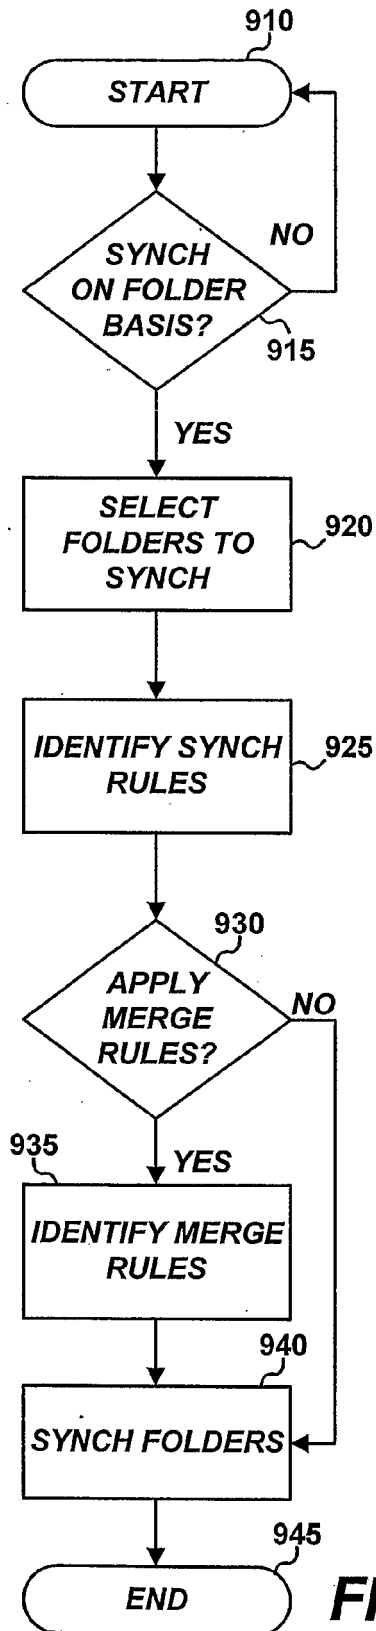 910
START
NO
SYNCH
ON FOLDER
BASIS?
915
YES
SELECT
FOLDERS TO
SYNCH
920
IDENTIFY SYNCH
RULES
925
930
APPLY
MERGE
RULES?
NO
935
YES
IDENTIFY MERGE
RULES
940
SYNCH FOLDERS
945
END